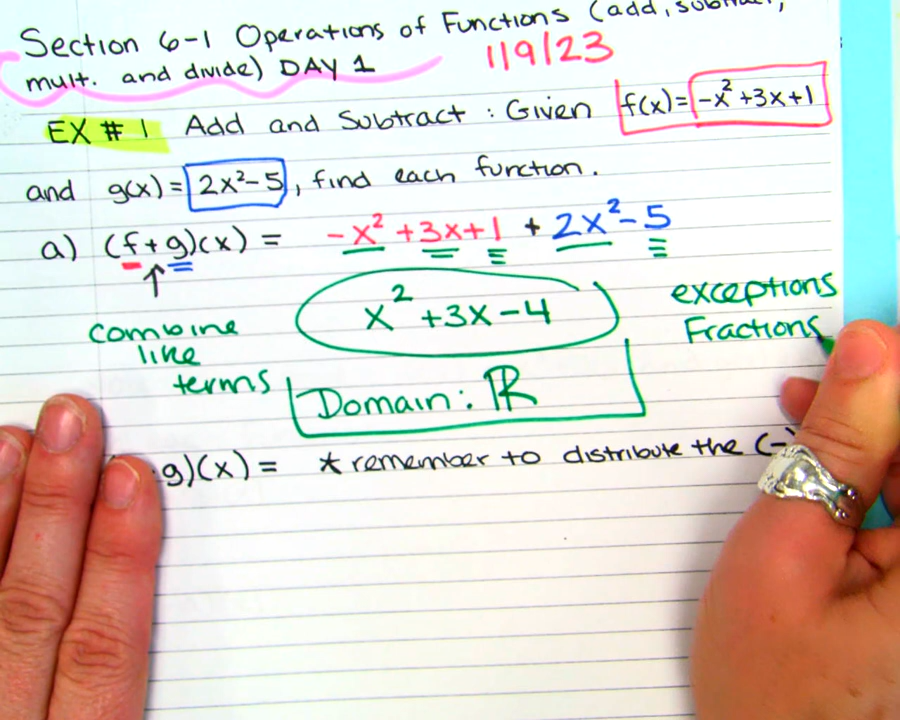 Section 6-1 Operations of Functions (add, subtract,
mult. and divide) DAY 1 1/9/23
EX # 1 Add and Subtract : Given f(x) = -x² + 3x + 1
and g(x) = 2x² - 5, find each function.
a) (f + g)(x) = -x² + 3x + 1 + 2x² - 5
x² + 3x - 4
combine
like
terms
exceptions
Fractions
Domain: ℝ
g)(x) = * remember to distribute the (-)